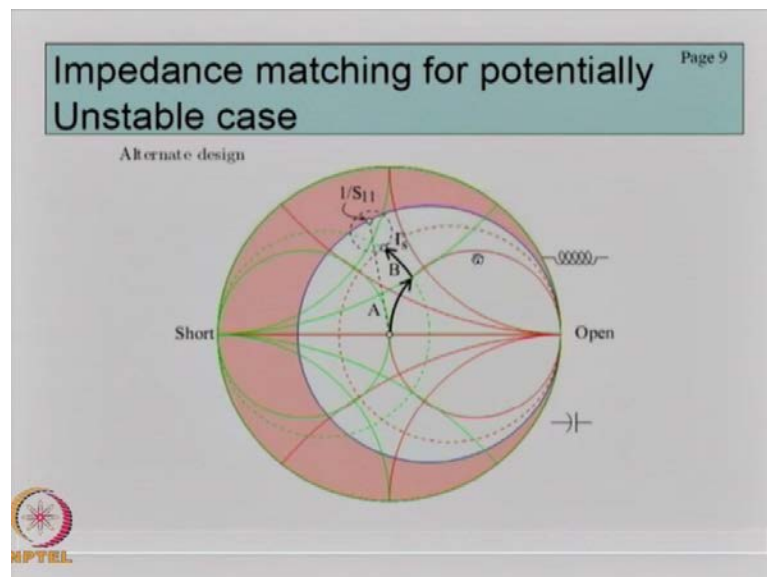 Impedance matching for potentially
Page 9
Unstable case
Alternate design
1/S11
Γs
B
A
Short
Open
NPTEL